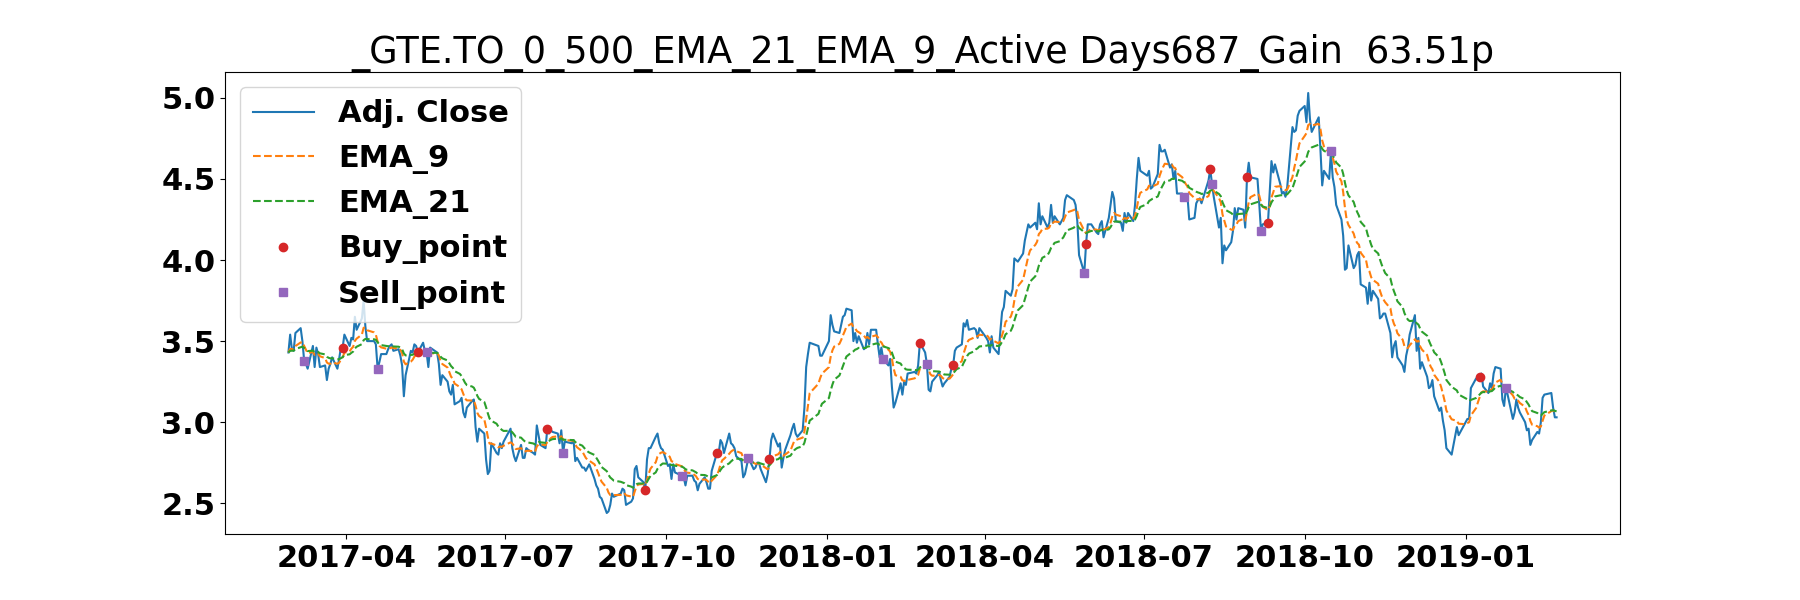 _GTE.TO_0_500_EMA_21_EMA_9_Active Days687_Gain  63.51p
5.0
4.5
4.0
3.5
3.0
2.5
Adj. Close
EMA_9
EMA_21
Buy_point
Sell_point
2017-04 2017-07 2017-10 2018-01 2018-04 2018-07 2018-10 2019-01